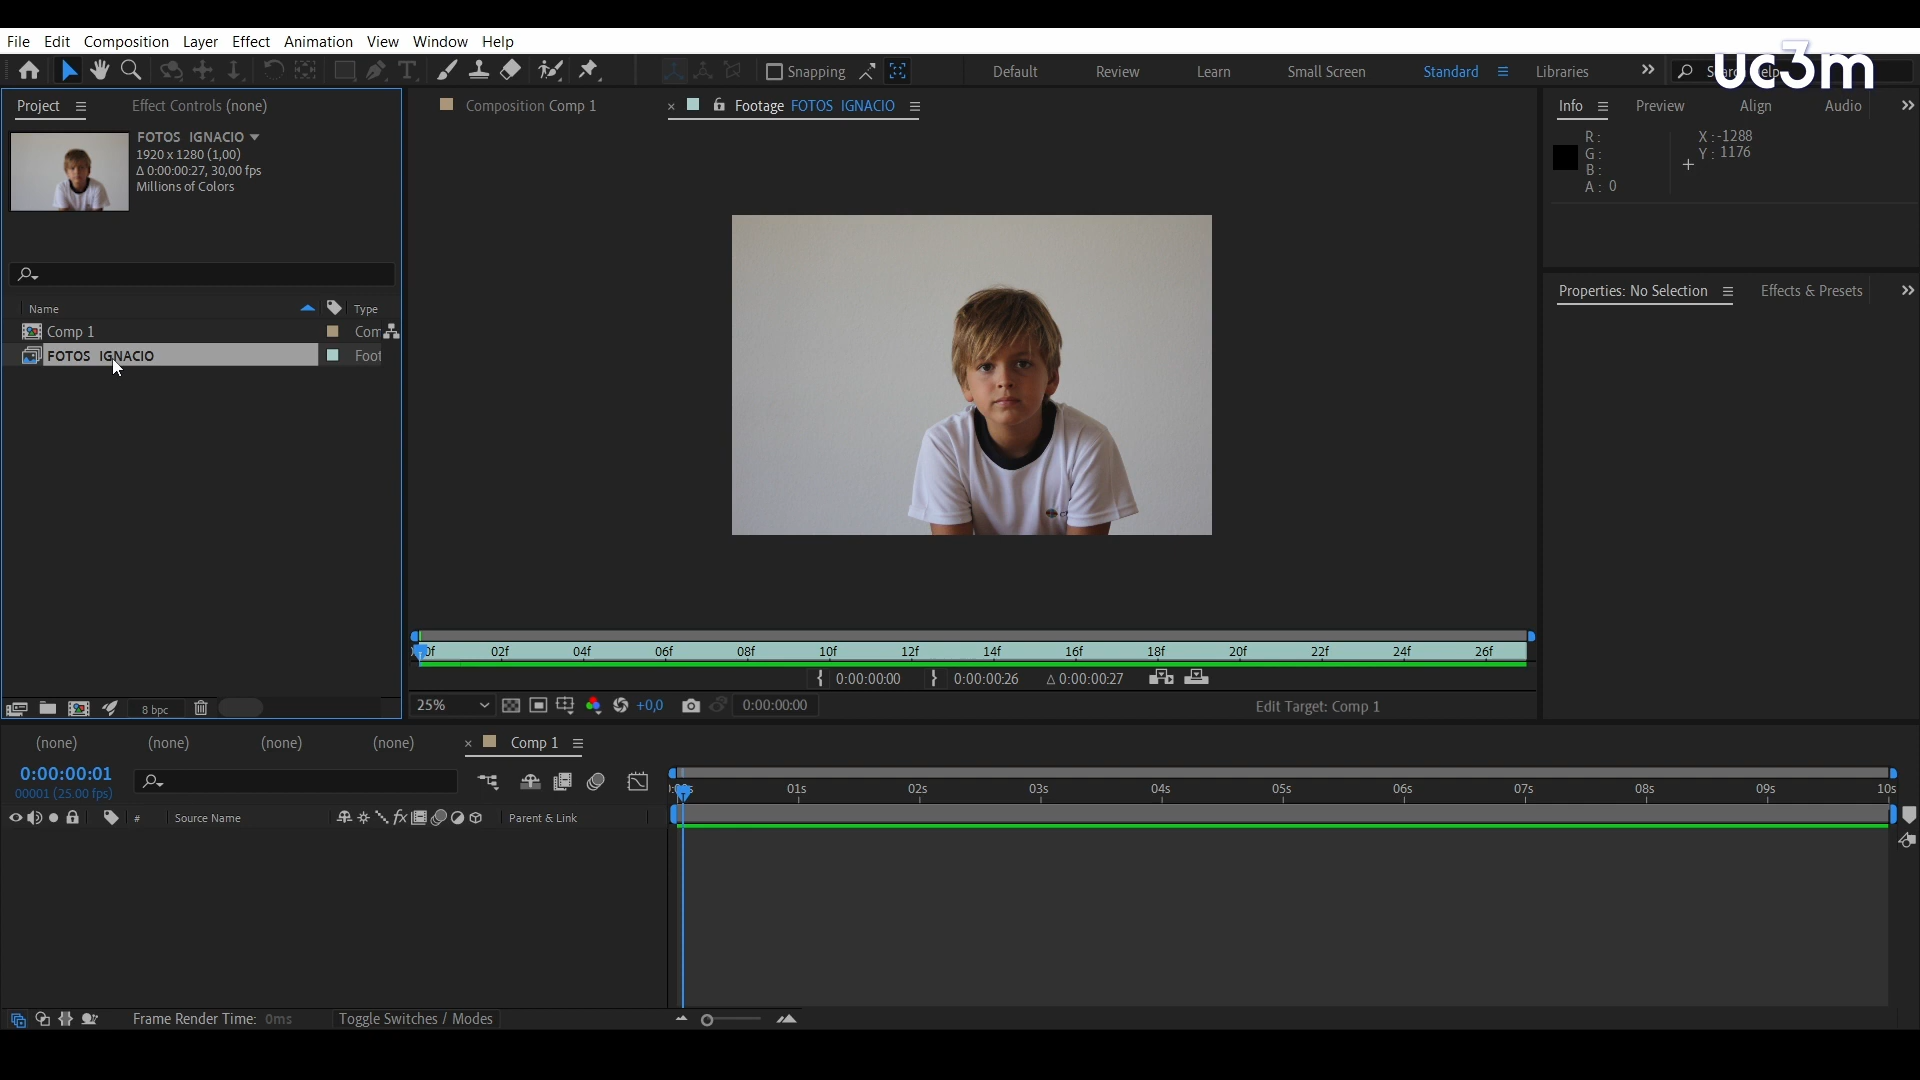 File Edit Composition Layer Effect Animation View Window Help
Snapping Default Review Learn Small Screen Standard Libraries
uc3m
Project Effect Controls (none)
Composition Comp 1
× Footage FOTOS IGNACIO
Info Preview Align Audio
FOTOS IGNACIO
1920 x 1280 (1,00)
Δ 0:00:00:27, 30,00 fps
Millions of Colors
R :
G :
B :
A : 0
X : -1288
Y : 1176
Properties: No Selection Effects & Presets
Name Type
Comp 1 Com
FOTOS IGNACIO Foot
02f 04f 06f 08f 10f 12f 14f 16f 18f 20f 22f 24f 26f
0:00:00:00 0:00:00:26 Δ 0:00:00:27
8 bpc
25% +0,0 0:00:00:00 Edit Target: Comp 1
(none) (none) (none) (none) × Comp 1
0:00:00:01
00001 (25.00 fps)
01s 02s 03s 04s 05s 06s 07s 08s 09s 10s
# Source Name fx Parent & Link
Frame Render Time: 0ms Toggle Switches / Modes